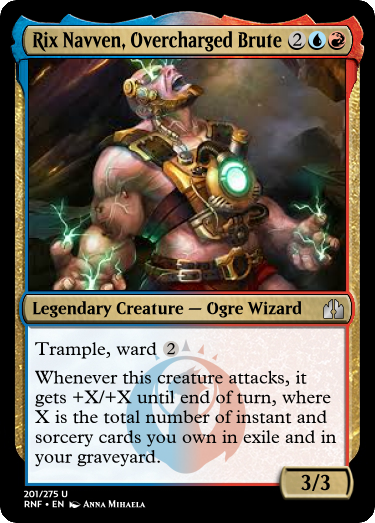 Rix Navven, Overcharged Brute 2
Legendary Creature — Ogre Wizard
Trample, ward 2
Whenever this creature attacks, it
gets +X/+X until end of turn, where
X is the total number of instant and
sorcery cards you own in exile and in
your graveyard.
3/3
201/275 U
RNF • EN Anna Mihaela